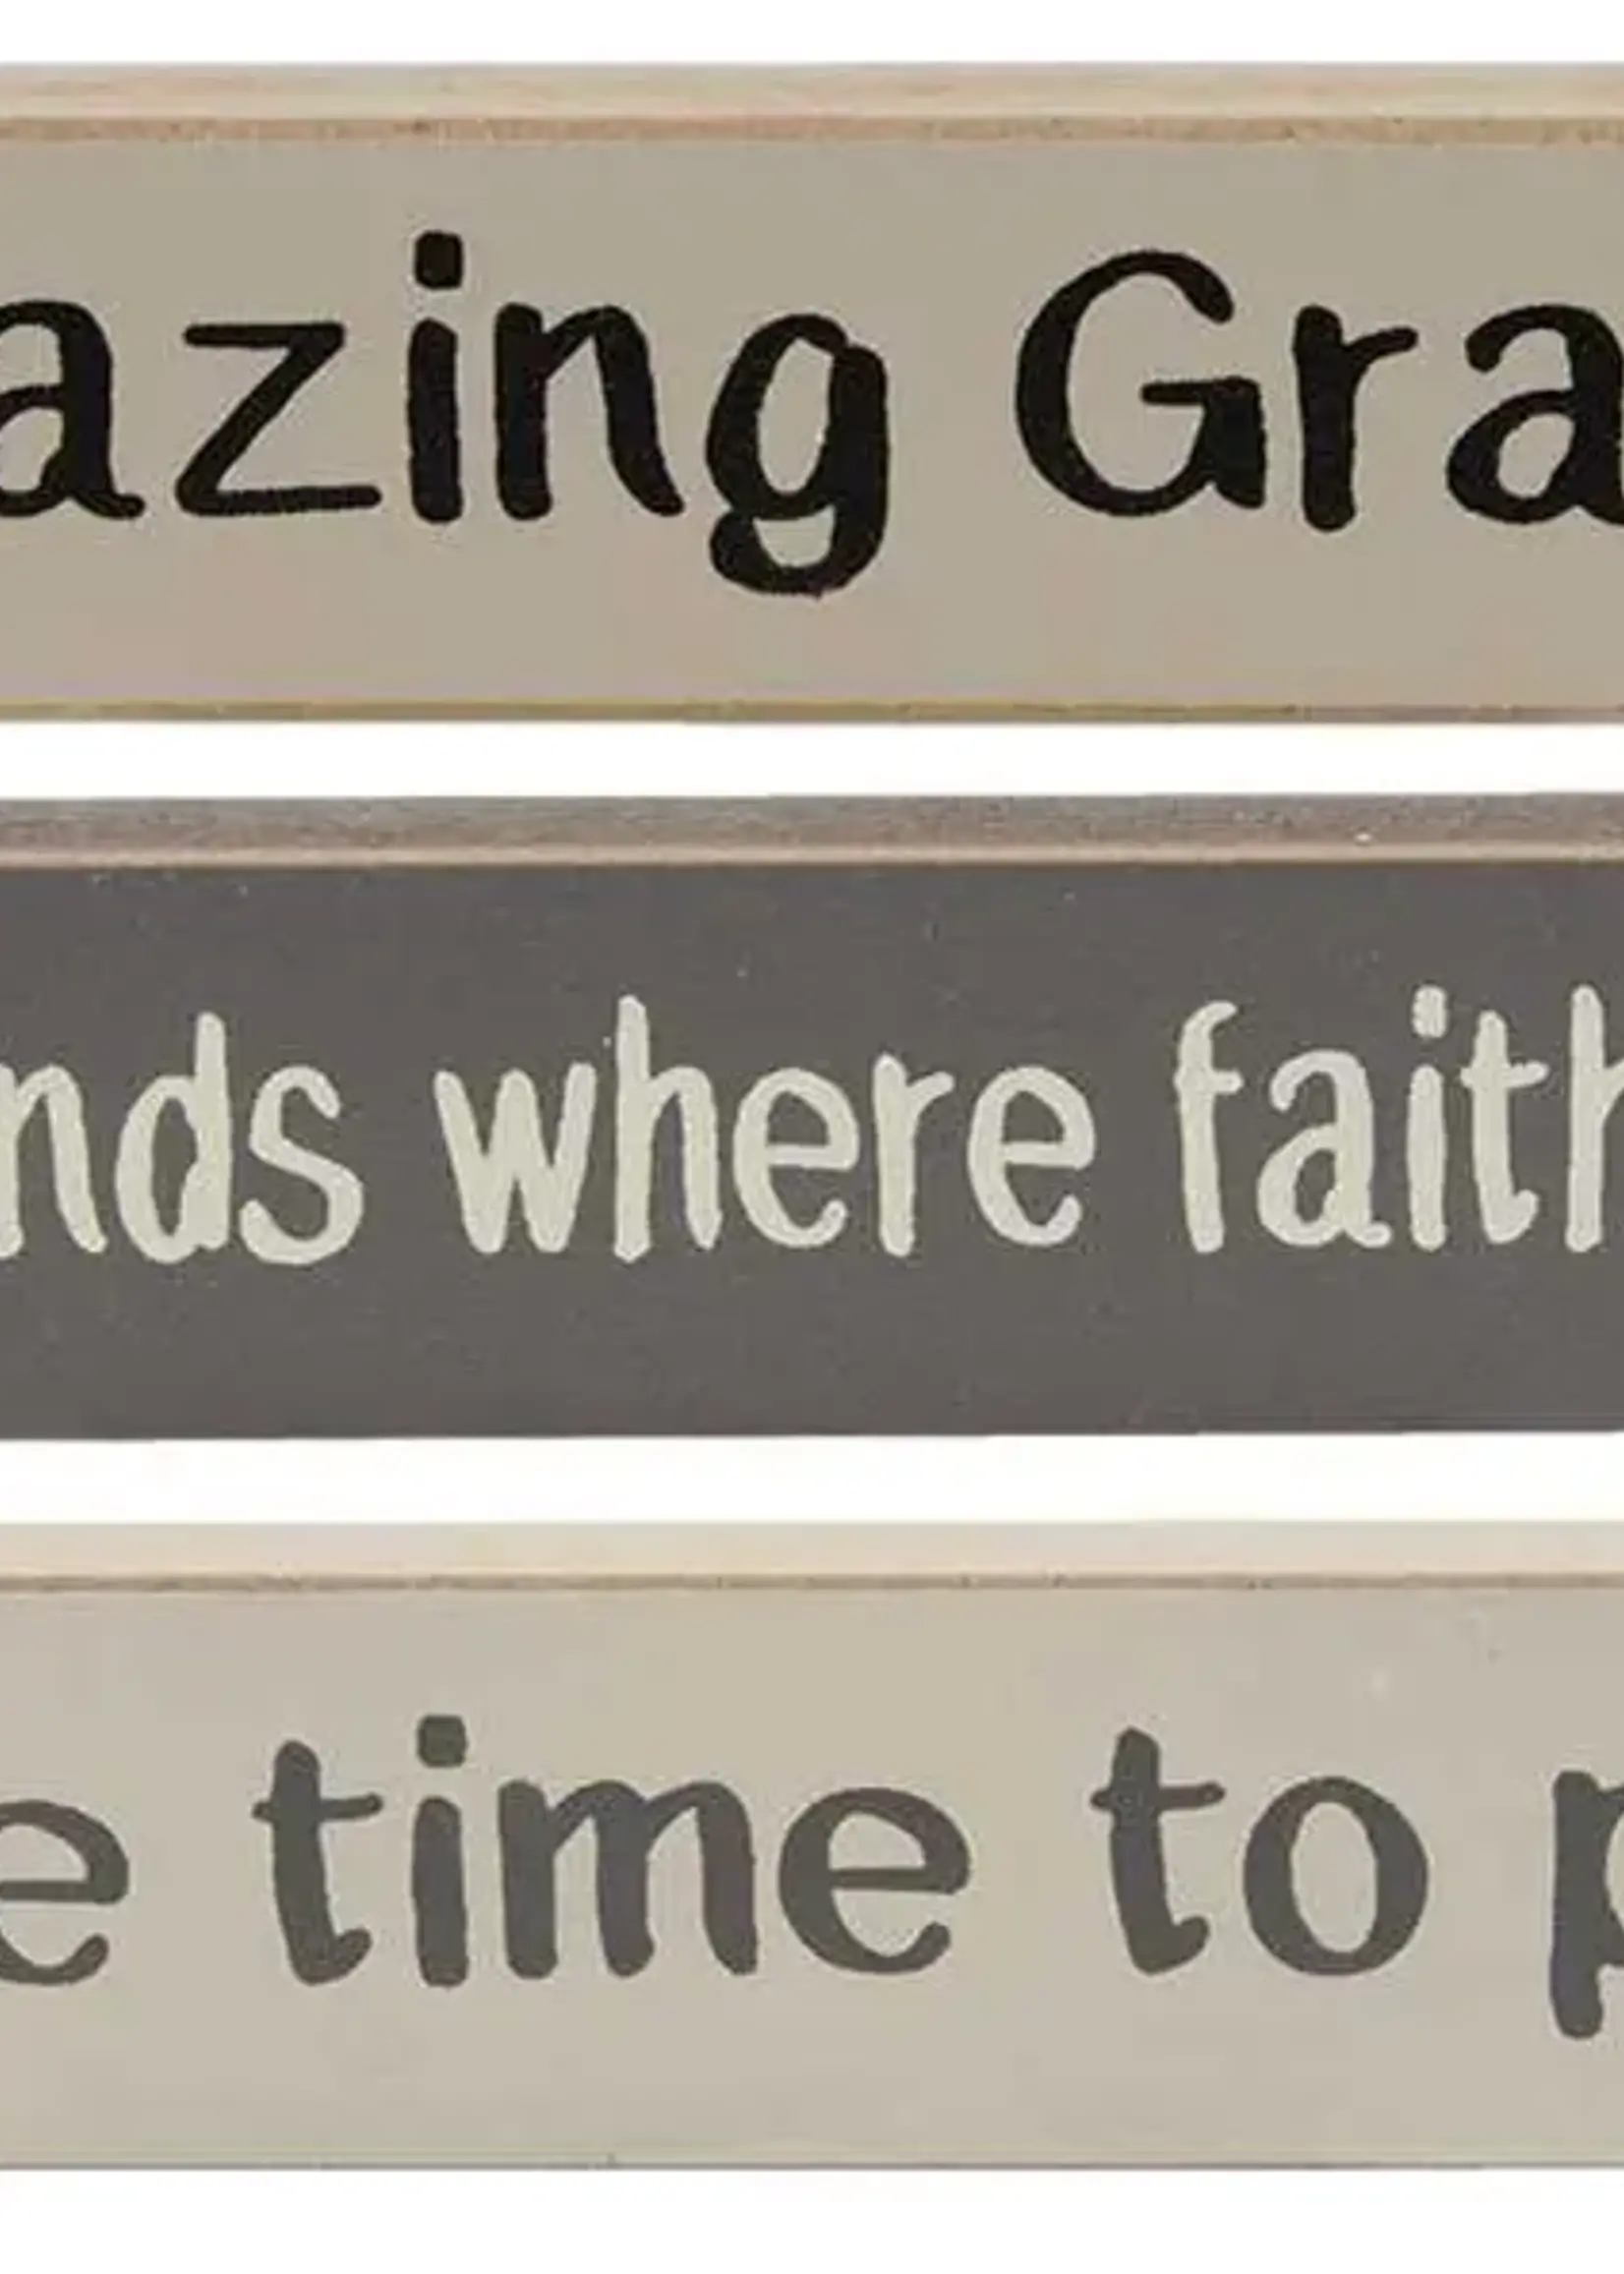 azing Gra
nds where faith
e time to p